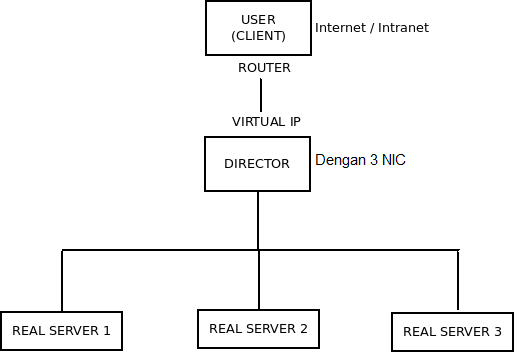 USER
(CLIENT)
Internet / Intranet
ROUTER
VIRTUAL IP
DIRECTOR
Dengan 3 NIC
REAL SERVER 1
REAL SERVER 2
REAL SERVER 3